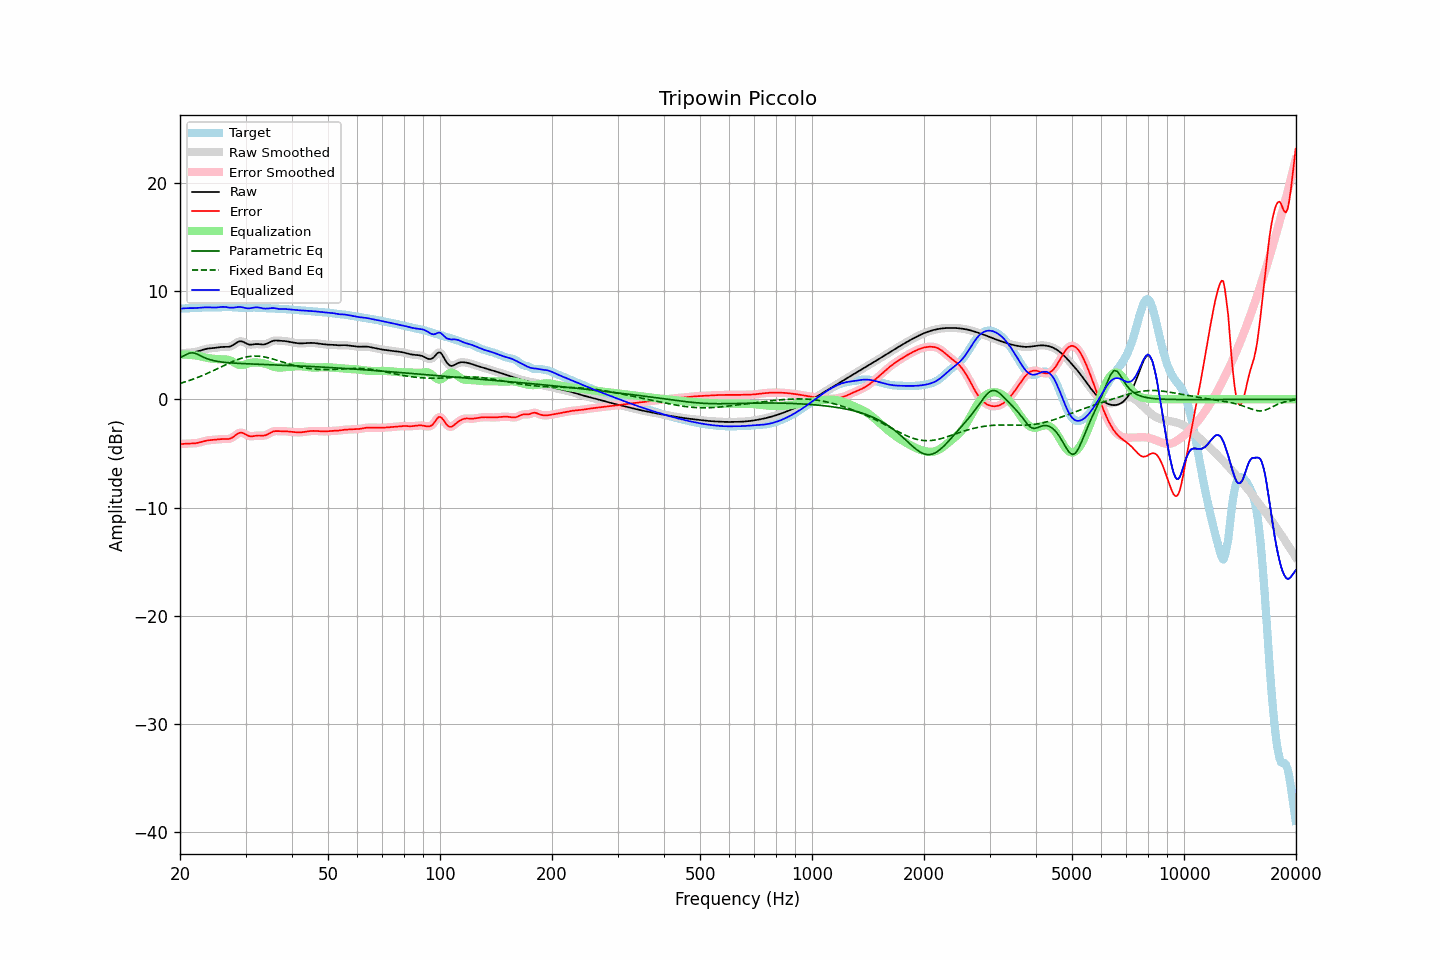 Tripowin Piccolo
Target
Raw Smoothed
Error Smoothed
Raw
Error
Equalization
Parametric Eq
Fixed Band Eq
Equalized
20
10
0
−10
−20
−30
−40
Amplitude (dBr)
20
50
100
200
500
1000
2000
5000
10000
20000
Frequency (Hz)